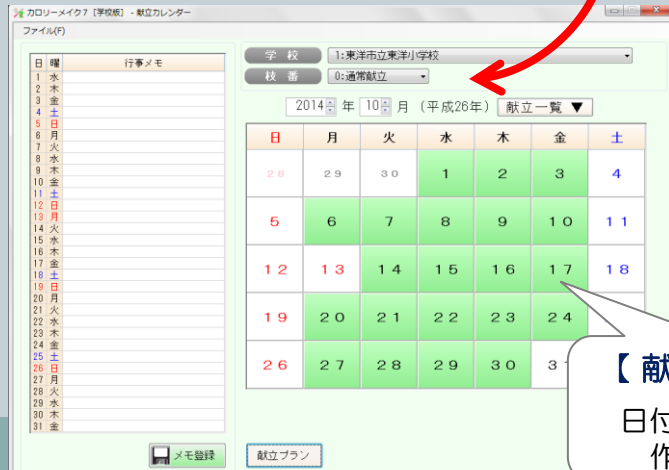 カロリーメイク7 [学校版] - 献立カレンダー
ファイル(F)
学 校 1:東洋市立東洋小学校
枝 番 0:通常献立
2014 年 10 月 (平成26年) 献立一覧 ▼
日 曜 行事メモ
1 水
2 木
3 金
4 土
5 日
6 月
7 火
8 水
9 木
10 金
11 土
12 日
13 月
14 火
15 水
16 木
17 金
18 土
19 日
20 月
21 火
22 水
23 木
24 金
25 土
26 日
27 月
28 火
29 水
30 木
31 金
メモ登録
日 月 火 水 木 金 土
28 29 30 1 2 3 4
5 6 7 8 9 10 11
12 13 14 15 16 17 18
19 20 21 22 23 24
26 27 28 29 30
献立プラン
【献
日付
作